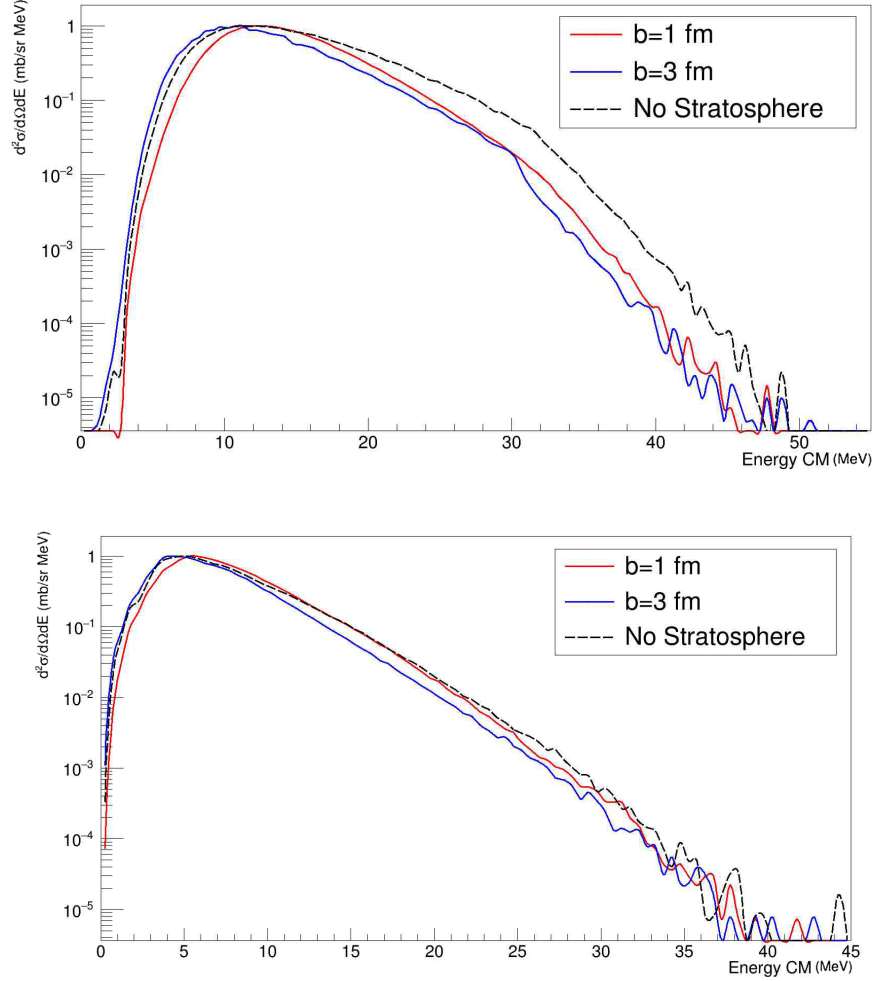 d²σ/dΩdE (mb/sr MeV)
1
10⁻¹
10⁻²
10⁻³
10⁻⁴
10⁻⁵
b=1 fm
b=3 fm
No Stratosphere
0 10 20 30 40 50
Energy CM (MeV)
d²σ/dΩdE (mb/sr MeV)
1
10⁻¹
10⁻²
10⁻³
10⁻⁴
10⁻⁵
b=1 fm
b=3 fm
No Stratosphere
0 5 10 15 20 25 30 35 40 45
Energy CM (MeV)